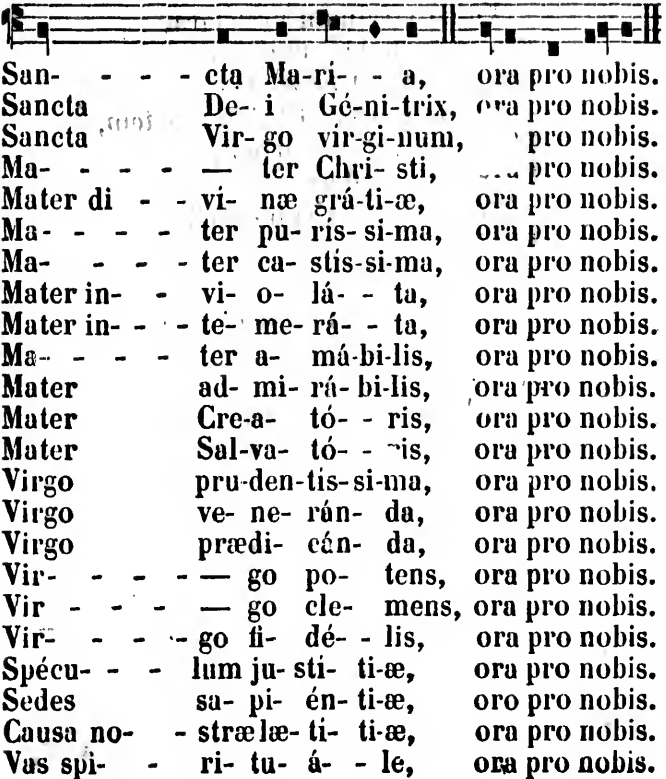 San- - - - cta Ma-ri- - a, ora pro nobis.
Sancta De- i Gé-ni-trix, ora pro nobis.
Sancta Vir- go vir-gi-num, pro nobis.
Ma- - - - — ter Chri- sti, pro nobis.
Mater di - - vi- næ grá-ti-æ, ora pro nobis.
Ma- - - - ter pu- ris- si-ma, ora pro nobis.
Ma- - - - ter ca- stis-si-ma, ora pro nobis.
Mater in- - vi- o- lá- - ta, ora pro nobis.
Mater in- - - te- me- rá- - ta, ora pro nobis.
Ma- - - - ter a- má-bi-lis, ora pro nobis.
Mater ad- mi- rá- bi-lis, ora pro nobis.
Mater Cre-a- tó- - ris, ora pro nobis.
Mater Sal-va- tó- - is, ora pro nobis.
Virgo pru-den-tis-si-ma, ora pro nobis.
Virgo ve- ne- rán- da, ora pro nobis.
Virgo prædi- cán- da, ora pro nobis.
Vir- - - - — go po- tens, ora pro nobis.
Vir - - - — go cle- mens, ora pro nobis.
Vir- - - - go fi- dé- - lis, ora pro nobis.
Spécu- - - lum ju- sti- ti-æ, ora pro nobis.
Sedes sa- pi- én- ti-æ, oro pro nobis.
Causa no- - stræ læ- ti- ti-æ, ora pro nobis.
Vas spi- - ri- tu- á- - le, ora pro nobis.